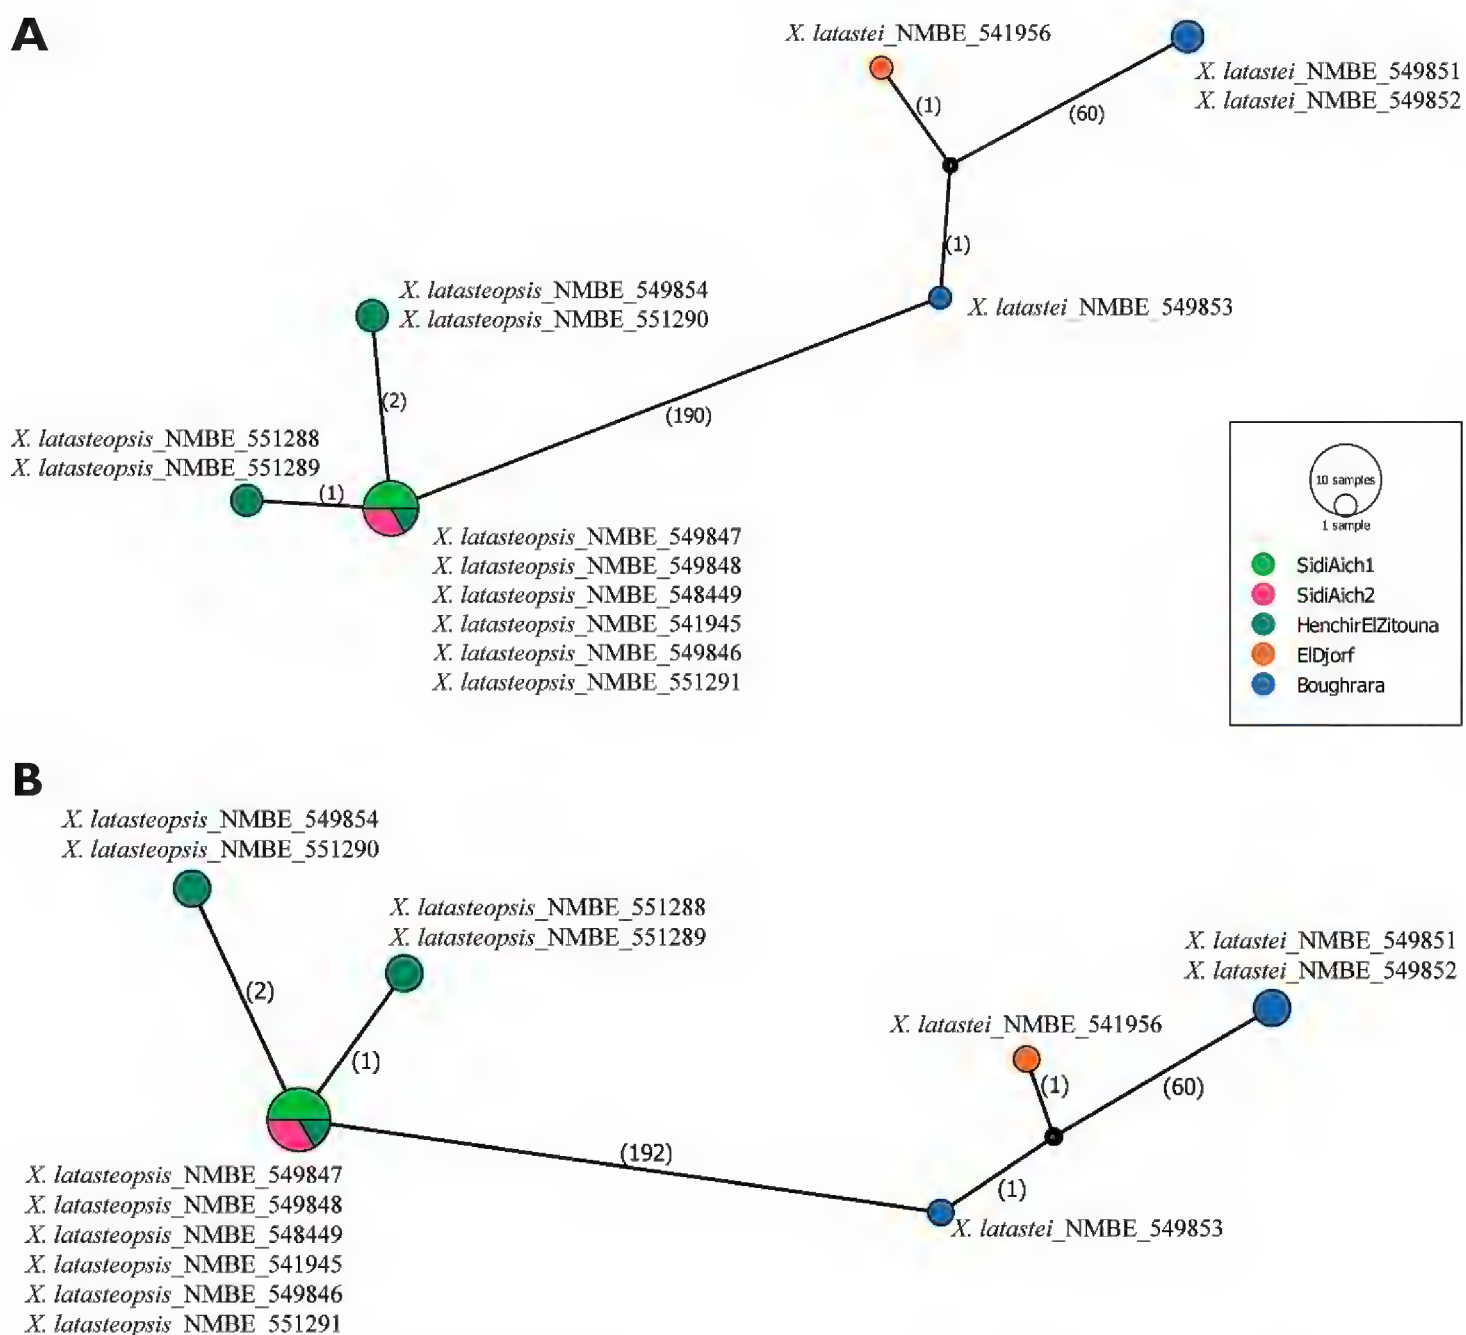 A
X. latastei_NMBE_541956
X. latastei_NMBE_549851
X. latastei_NMBE_549852
(1)
(60)
(1)
X. latastei_NMBE_549853
X. latasteopsis_NMBE_549854
X. latasteopsis_NMBE_551290
(2)
(190)
X. latasteopsis_NMBE_551288
X. latasteopsis_NMBE_551289
(1)
X. latasteopsis_NMBE_549847
X. latasteopsis_NMBE_549848
X. latasteopsis_NMBE_548449
X. latasteopsis_NMBE_541945
X. latasteopsis_NMBE_549846
X. latasteopsis_NMBE_551291
10 samples
1 sample
SidiAich1
SidiAich2
HenchirElZitouna
ElDjorf
Boughrara
B
X. latasteopsis_NMBE_549854
X. latasteopsis_NMBE_551290
X. latasteopsis_NMBE_551288
X. latasteopsis_NMBE_551289
(2)
(1)
X. latastei_NMBE_549851
X. latastei_NMBE_549852
X. latastei_NMBE_541956
(1)
(60)
(192)
(1)
X. latastei_NMBE_549853
X. latasteopsis_NMBE_549847
X. latasteopsis_NMBE_549848
X. latasteopsis_NMBE_548449
X. latasteopsis_NMBE_541945
X. latasteopsis_NMBE_549846
X. latasteopsis_NMBE_551291